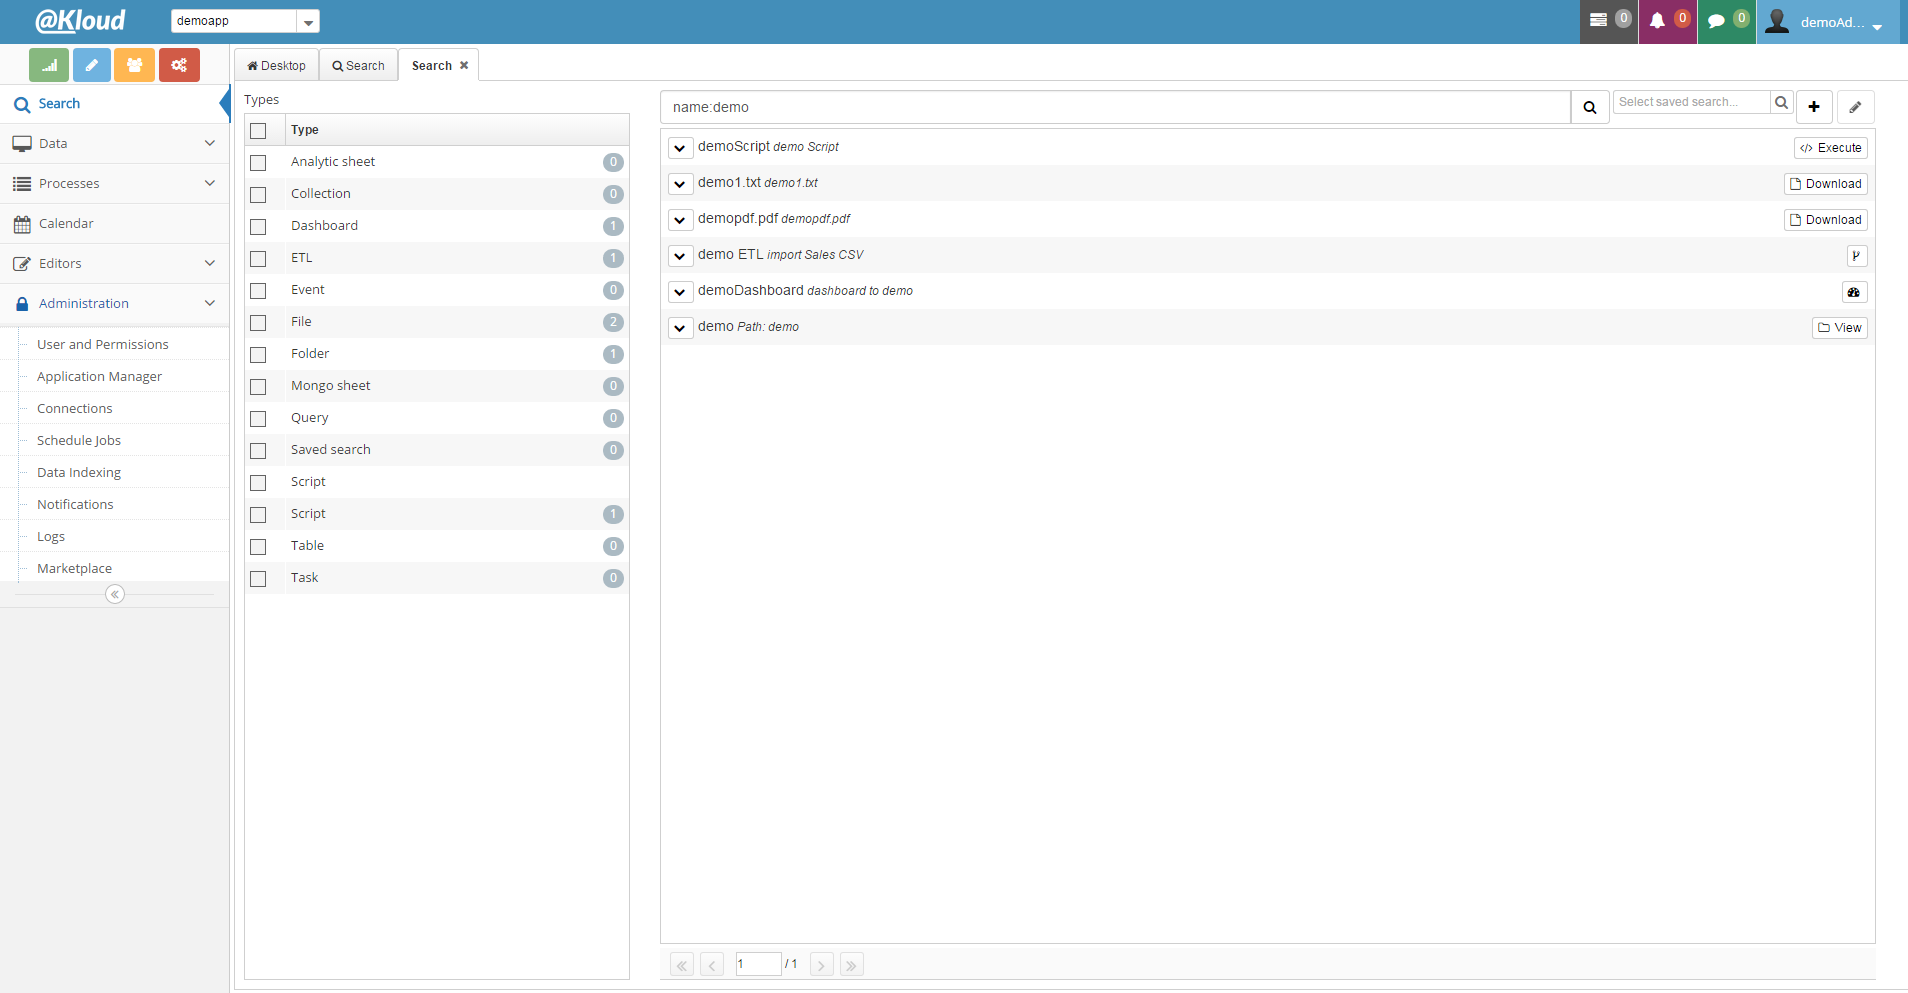 @Kloud
demoapp
0
0
0
demoAd...
Desktop
Search
Search
Search
Data
Processes
Calendar
Editors
Administration
User and Permissions
Application Manager
Connections
Schedule Jobs
Data Indexing
Notifications
Logs
Marketplace
Types
Type
Analytic sheet 0
Collection 0
Dashboard 1
ETL 1
Event 0
File 2
Folder 1
Mongo sheet 0
Query 0
Saved search 0
Script
Script 1
Table 0
Task 0
name:demo
Select saved search...
demoScript demo Script Execute
demo1.txt demo1.txt Download
demopdf.pdf demopdf.pdf Download
demo ETL import Sales CSV
demoDashboard dashboard to demo
demo Path: demo View
1 / 1